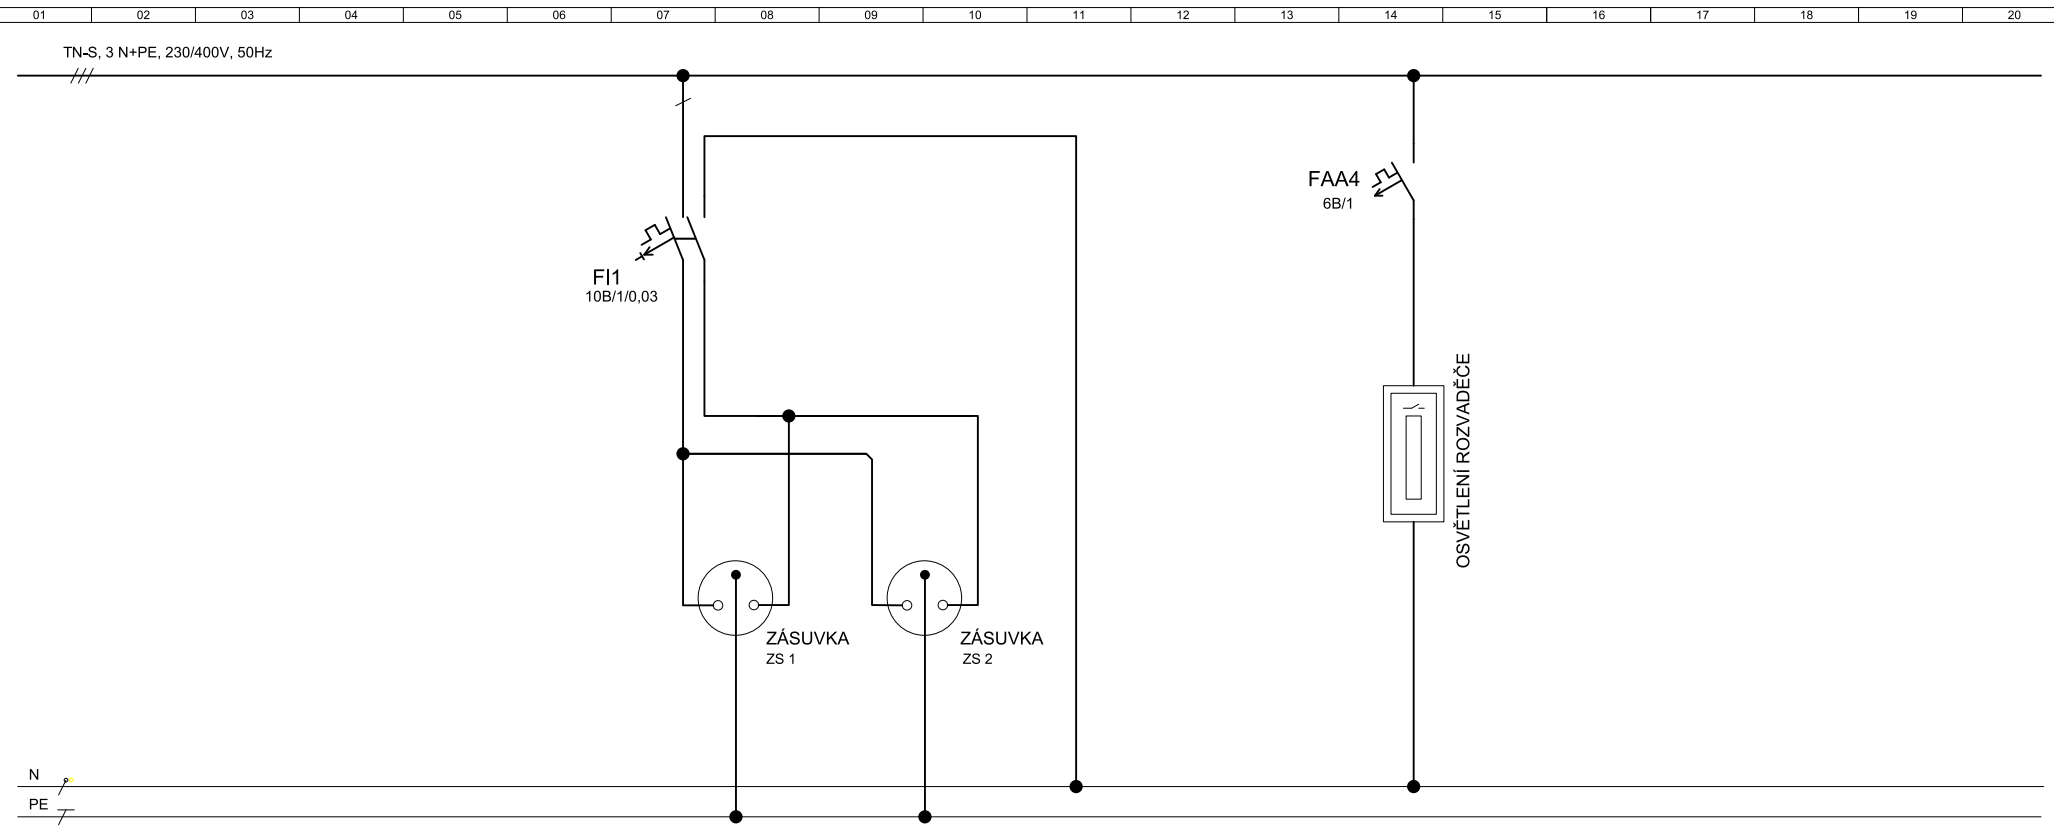 01 02 03 04 05 06 07 08 09 10 11 12 13 14 15 16 17 18 19 20
TN-S, 3 N+PE, 230/400V, 50Hz
FAA4
6B/1
FI1
10B/1/0,03
OSVĚTLENÍ ROZVADĚČE
ZÁSUVKA
ZS 1
ZÁSUVKA
ZS 2
N
PE